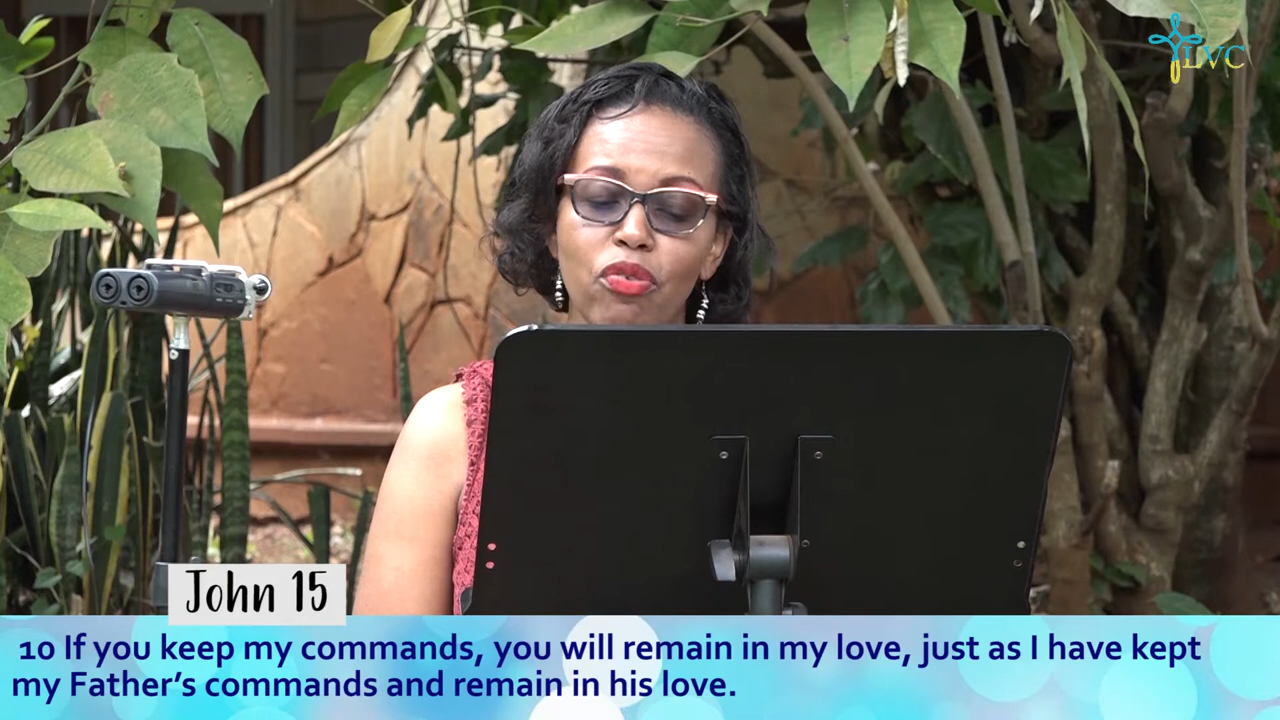 LVC
John 15
10 If you keep my commands, you will remain in my love, just as I have kept
my Father's commands and remain in his love.